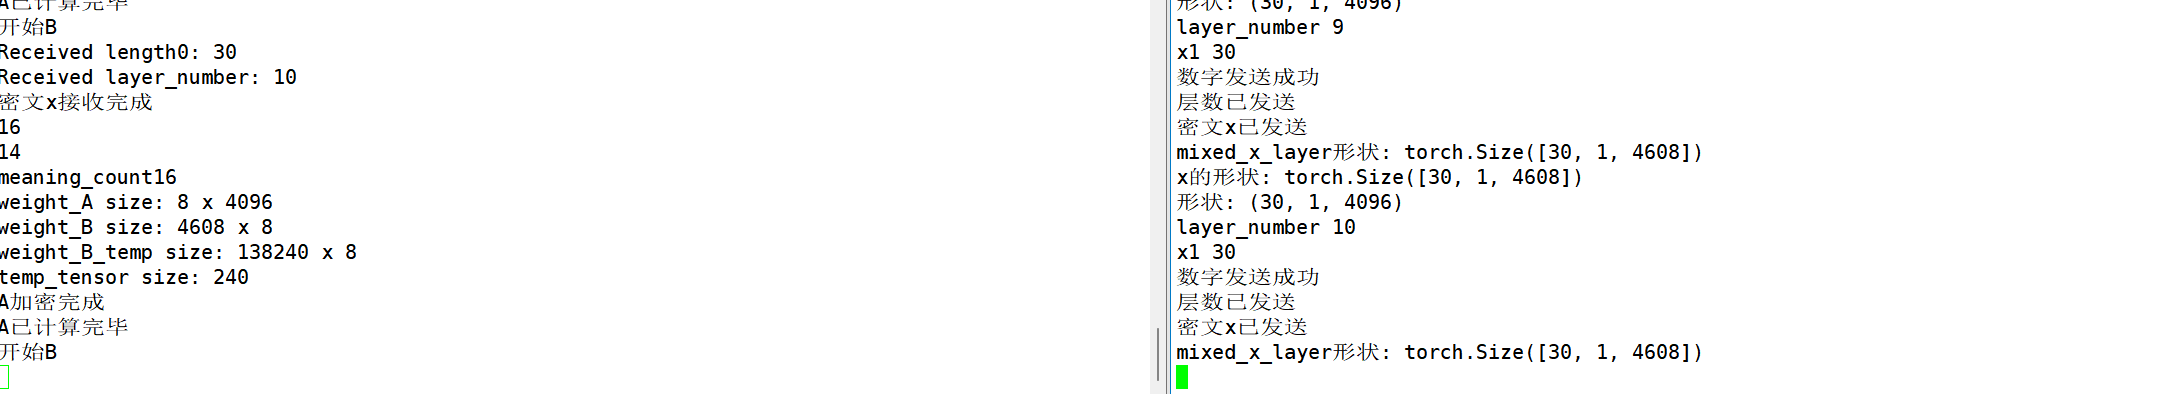 A已计算完毕
开始B
Received length0: 30
Received layer_number: 10
密文x接收完成
16
14
meaning_count16
weight_A size: 8 x 4096
weight_B size: 4608 x 8
weight_B_temp size: 138240 x 8
temp_tensor size: 240
A加密完成
A已计算完毕
开始B
形状: (30, 1, 4096)
layer_number 9
x1 30
数字发送成功
层数已发送
密文x已发送
mixed_x_layer形状: torch.Size([30, 1, 4608])
x的形状: torch.Size([30, 1, 4608])
形状: (30, 1, 4096)
layer_number 10
x1 30
数字发送成功
层数已发送
密文x已发送
mixed_x_layer形状: torch.Size([30, 1, 4608])